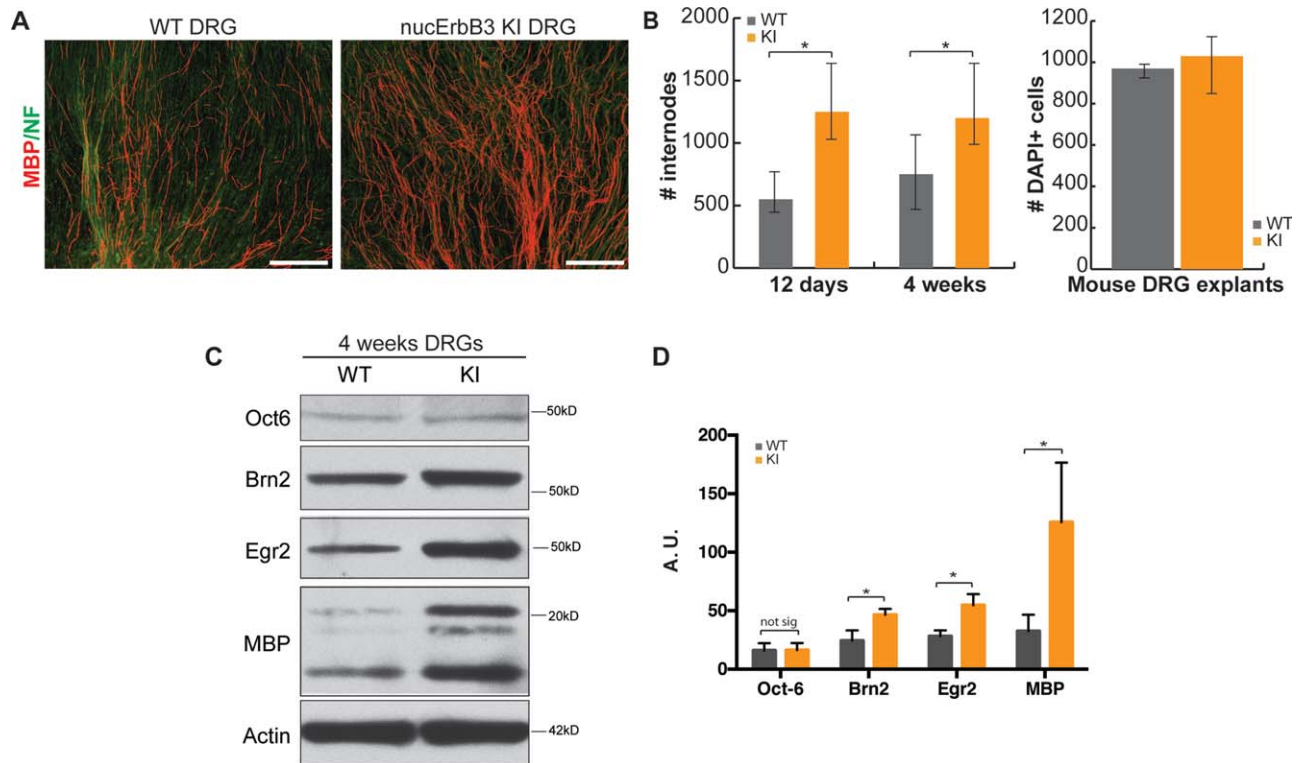 A
WT DRG
nucErbB3 KI DRG
MBP/NF
B
# internodes
2000
1500
1000
500
0
*
*
WT
KI
12 days
4 weeks
# DAPI+ cells
1200
1000
800
600
400
200
0
WT
KI
Mouse DRG explants
C
4 weeks DRGs
WT
KI
Oct6
—50kD
Brn2
—50kD
Egr2
—50kD
MBP
—20kD
Actin
—42kD
D
A. U.
200
150
100
50
0
WT
KI
not sig
*
*
*
Oct-6
Brn2
Egr2
MBP